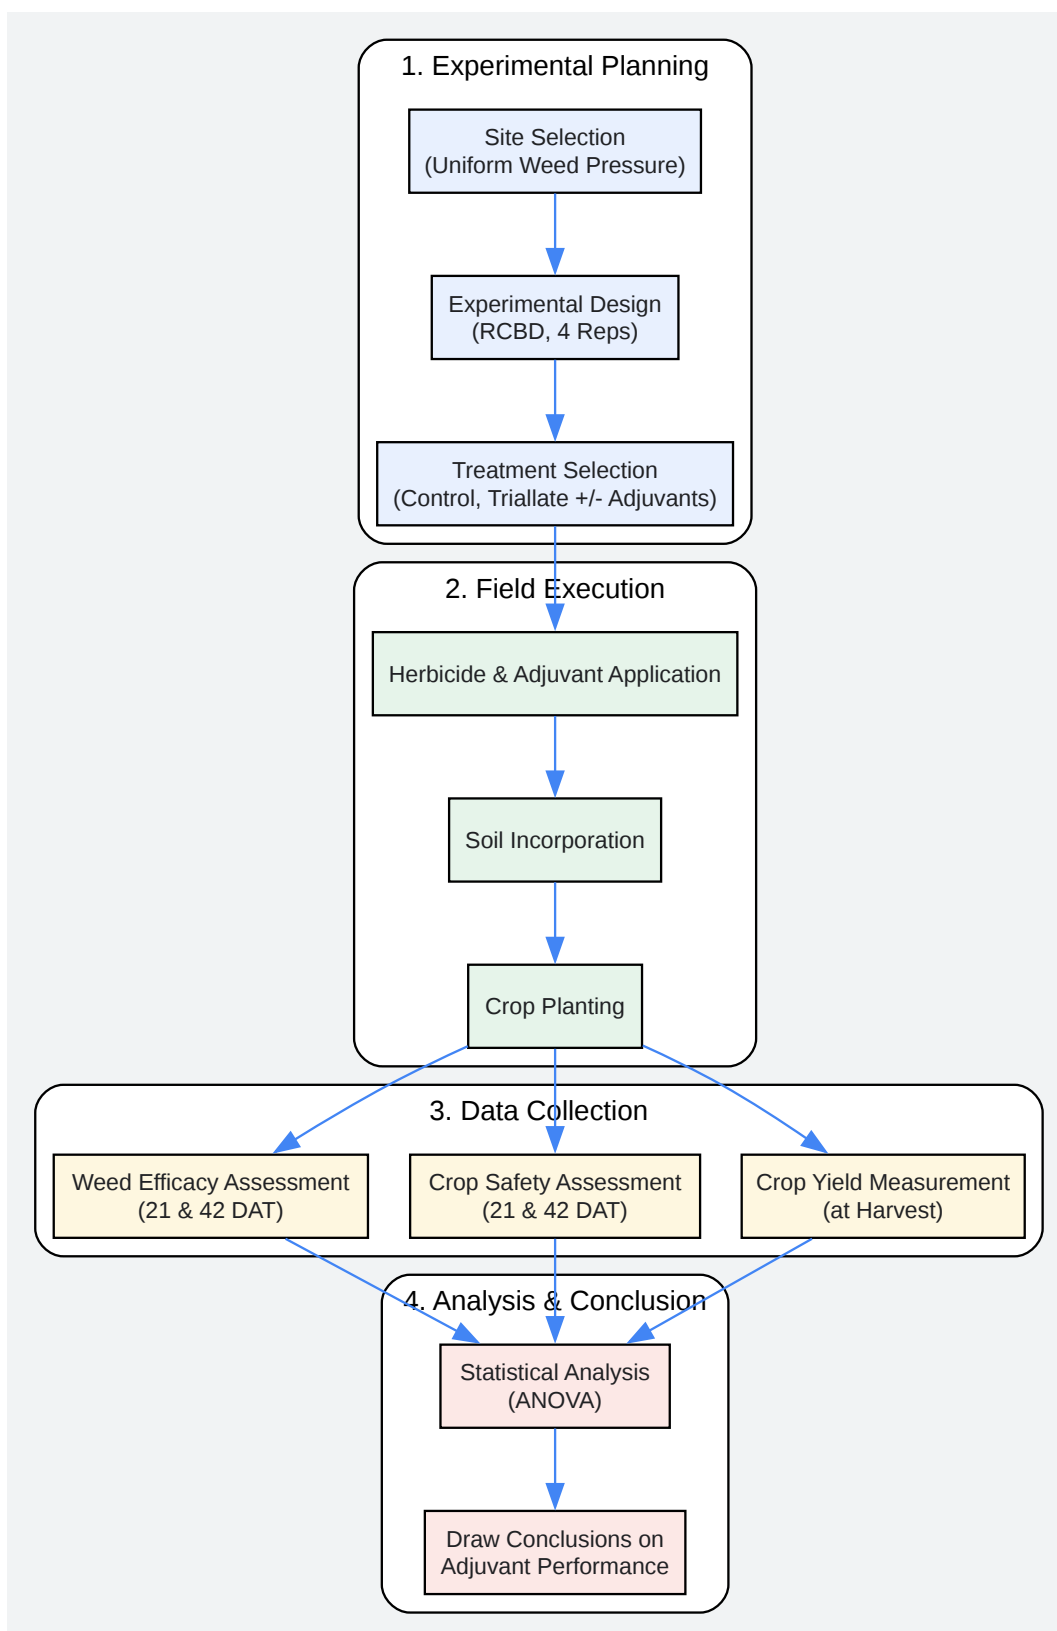 1. Experimental Planning
Site Selection
(Uniform Weed Pressure)
Experimental Design
(RCBD, 4 Reps)
Treatment Selection
(Control, Triallate +/- Adjuvants)
2. Field Execution
Herbicide & Adjuvant Application
Soil Incorporation
Crop Planting
3. Data Collection
Weed Efficacy Assessment
(21 & 42 DAT)
Crop Safety Assessment
(21 & 42 DAT)
Crop Yield Measurement
(at Harvest)
4. Analysis & Conclusion
Statistical Analysis
(ANOVA)
Draw Conclusions on
Adjuvant Performance